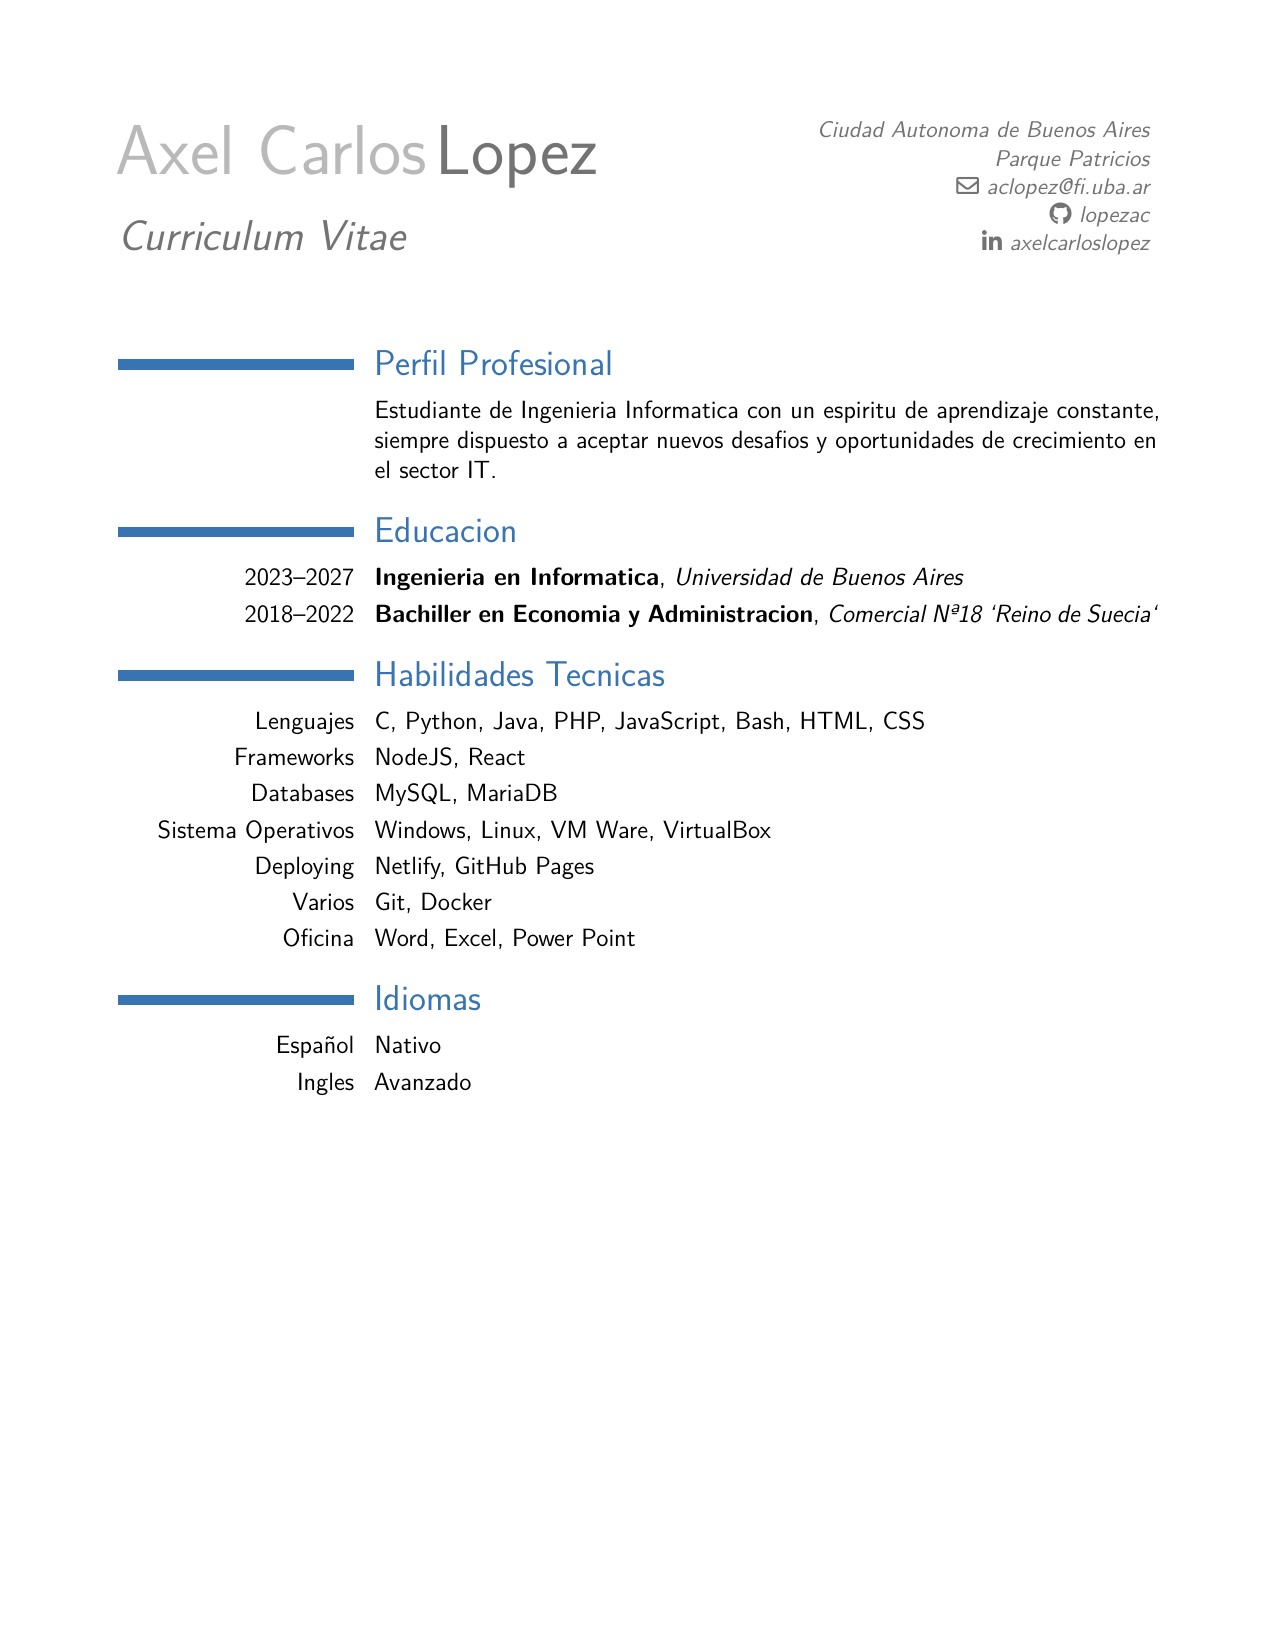 Axel Carlos Lopez
Curriculum Vitae
Ciudad Autonoma de Buenos Aires
Parque Patricios
aclopez@fi.uba.ar
lopezac
axelcarloslopez
Perfil Profesional
Estudiante de Ingenieria Informatica con un espiritu de aprendizaje constante,
siempre dispuesto a aceptar nuevos desafios y oportunidades de crecimiento en
el sector IT.
Educacion
2023–2027 Ingenieria en Informatica, Universidad de Buenos Aires
2018–2022 Bachiller en Economia y Administracion, Comercial Nª18 ‘Reino de Suecia‘
Habilidades Tecnicas
Lenguajes C, Python, Java, PHP, JavaScript, Bash, HTML, CSS
Frameworks NodeJS, React
Databases MySQL, MariaDB
Sistema Operativos Windows, Linux, VM Ware, VirtualBox
Deploying Netlify, GitHub Pages
Varios Git, Docker
Oficina Word, Excel, Power Point
Idiomas
Español Nativo
Ingles Avanzado